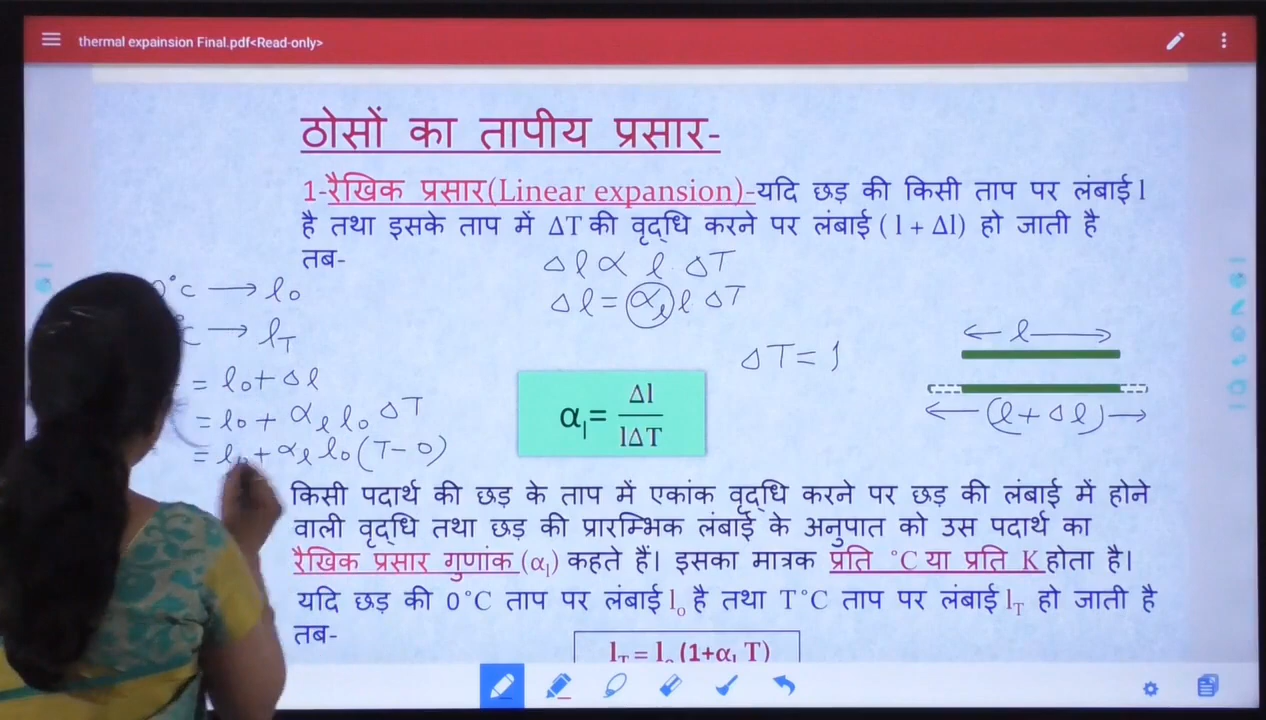 thermal expainsion Final.pdf<Read-only>
ठोसों का तापीय प्रसार-
1-रैखिक प्रसार(Linear expansion)-यदि छड़ की किसी ताप पर लंबाई l
है तथा इसके ताप में ΔT की वृद्धि करने पर लंबाई ( l + Δl) हो जाती है
तब-
Δl ∝ l. ΔT
Δl = αₗ l ΔT
°C → l₀
°C → l_T
= l₀ + Δl
= l₀ + αₗ l₀ ΔT
= l₀ + αₗ l₀ (T - 0)
ΔT = 1
αₗ = Δl / lΔT
← l →
← (l + Δl) →
किसी पदार्थ की छड़ के ताप में एकांक वृद्धि करने पर छड़ की लंबाई में होने
वाली वृद्धि तथा छड़ की प्रारम्भिक लंबाई के अनुपात को उस पदार्थ का
रैखिक प्रसार गुणांक (αₗ) कहते हैं। इसका मात्रक प्रति °C या प्रति K होता है।
यदि छड़ की 0°C ताप पर लंबाई l₀ है तथा T°C ताप पर लंबाई l_T हो जाती है
तब-
l_T = l₀ (1+αₗ T)